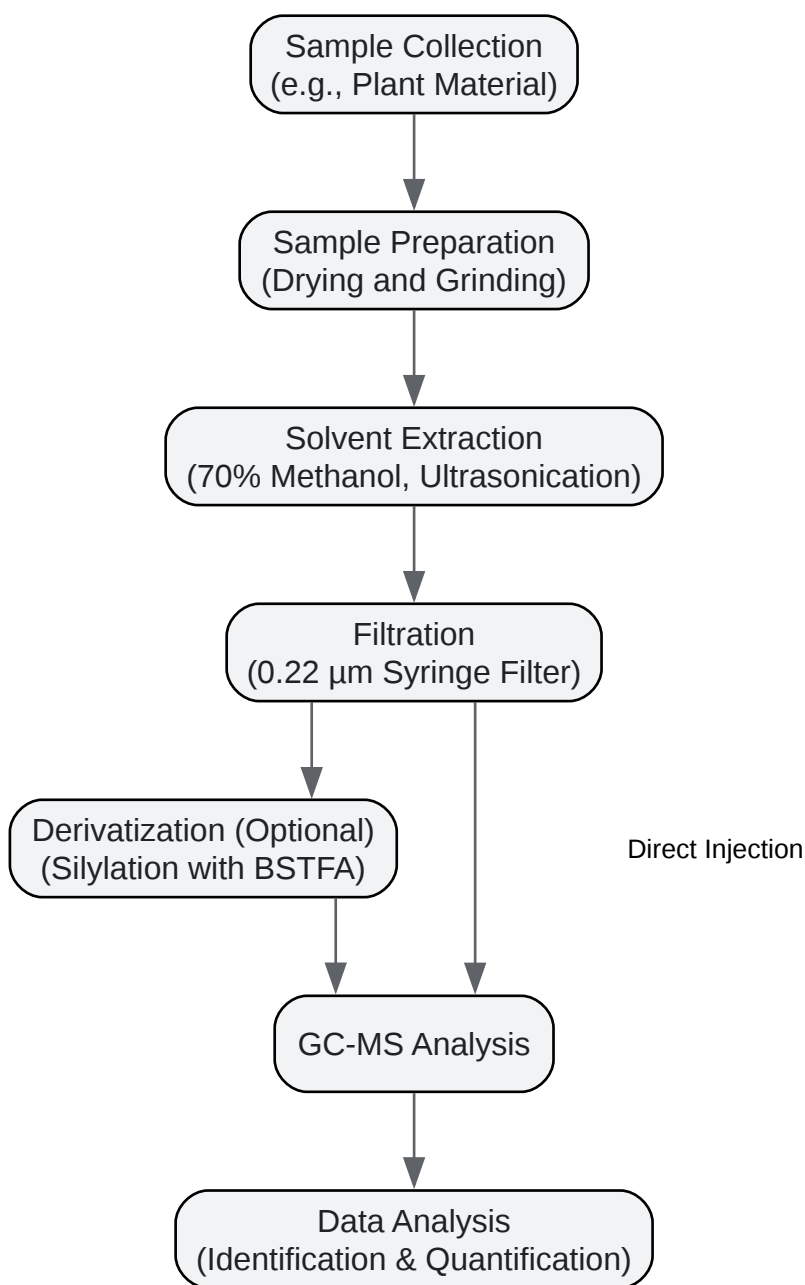 Sample Collection
(e.g., Plant Material)
Sample Preparation
(Drying and Grinding)
Solvent Extraction
(70% Methanol, Ultrasonication)
Filtration
(0.22 µm Syringe Filter)
Derivatization (Optional)
(Silylation with BSTFA)
Direct Injection
GC-MS Analysis
Data Analysis
(Identification & Quantification)